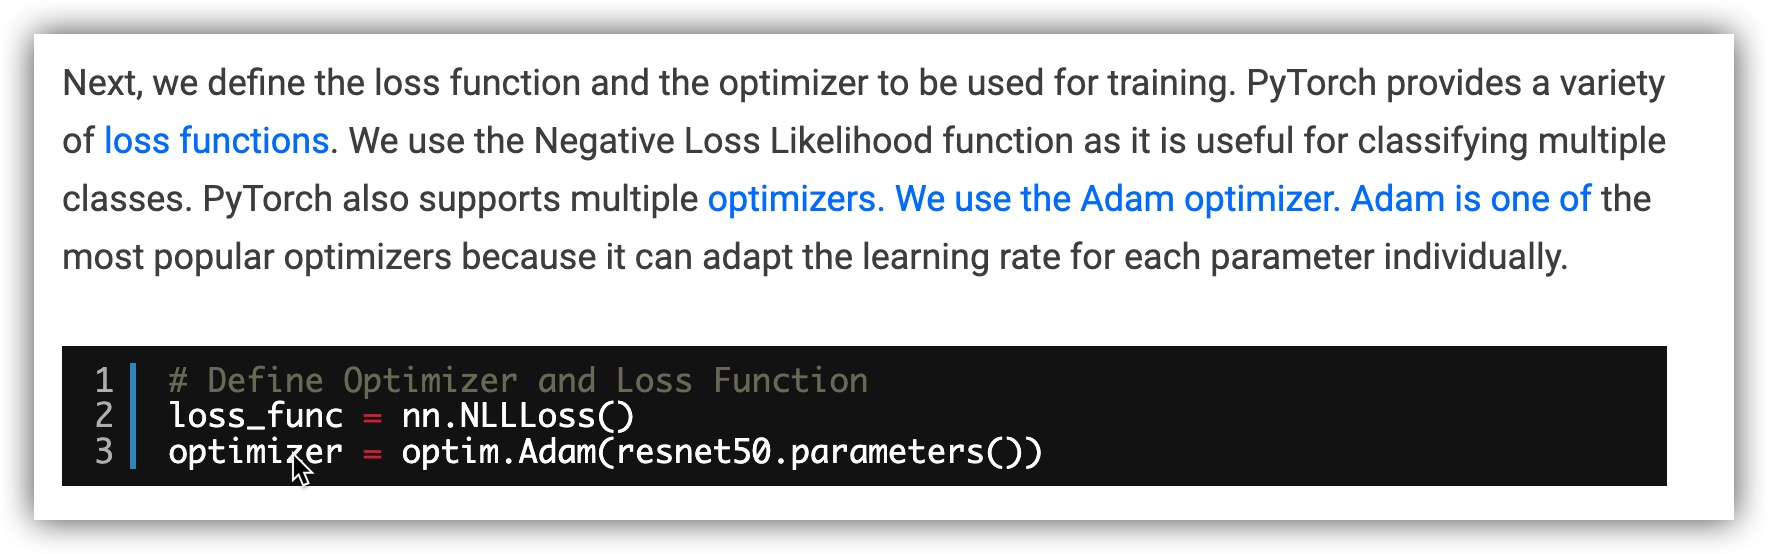 Next, we define the loss function and the optimizer to be used for training. PyTorch provides a variety
of loss functions. We use the Negative Loss Likelihood function as it is useful for classifying multiple
classes. PyTorch also supports multiple optimizers. We use the Adam optimizer. Adam is one of the
most popular optimizers because it can adapt the learning rate for each parameter individually.
1 # Define Optimizer and Loss Function
2 loss_func = nn.NLLLoss()
3 optimizer = optim.Adam(resnet50.parameters())